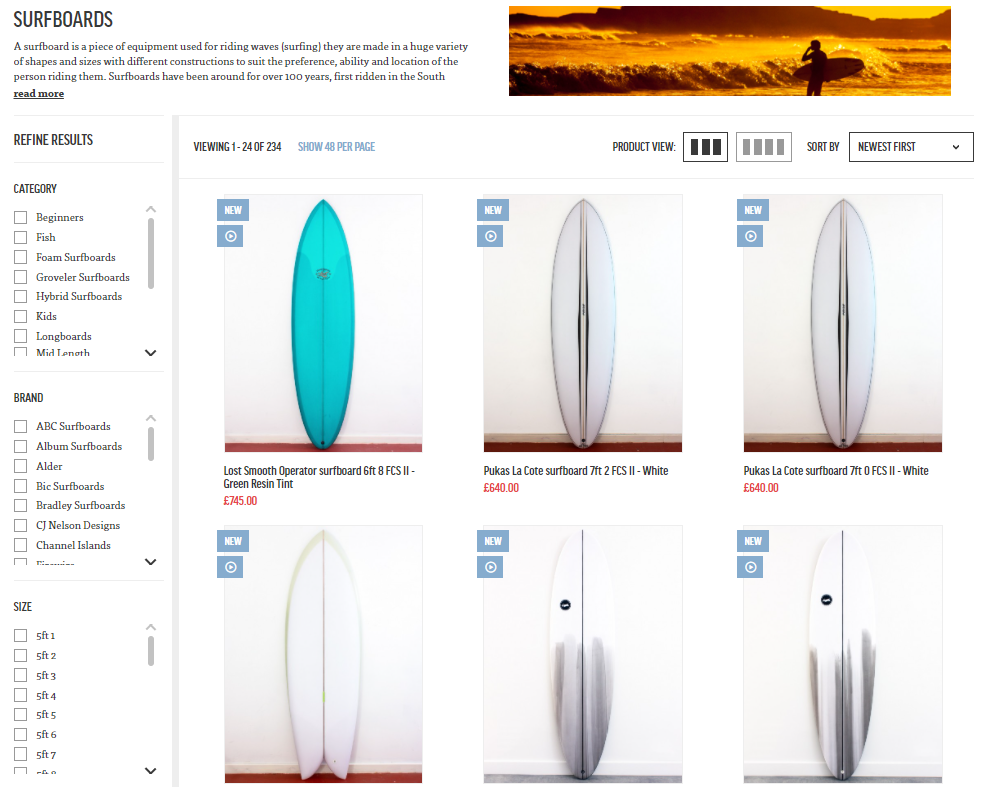 SURFBOARDS
A surfboard is a piece of equipment used for riding waves (surfing) they are made in a huge variety
of shapes and sizes with different constructions to suit the preference, ability and location of the
person riding them. Surfboards have been around for over 100 years, first ridden in the South
read more
REFINE RESULTS
CATEGORY
Beginners
Fish
Foam Surfboards
Groveler Surfboards
Hybrid Surfboards
Kids
Longboards
Mid Length
BRAND
ABC Surfboards
Album Surfboards
Alder
Bic Surfboards
Bradley Surfboards
CJ Nelson Designs
Channel Islands
SIZE
5ft 1
5ft 2
5ft 3
5ft 4
5ft 5
5ft 6
5ft 7
VIEWING 1 - 24 OF 234 SHOW 48 PER PAGE PRODUCT VIEW: SORT BY NEWEST FIRST
NEW
Lost Smooth Operator surfboard 6ft 8 FCS II -
Green Resin Tint
£745.00
NEW
Pukas La Cote surfboard 7ft 2 FCS II - White
£640.00
NEW
Pukas La Cote surfboard 7ft 0 FCS II - White
£640.00
NEW
NEW
NEW